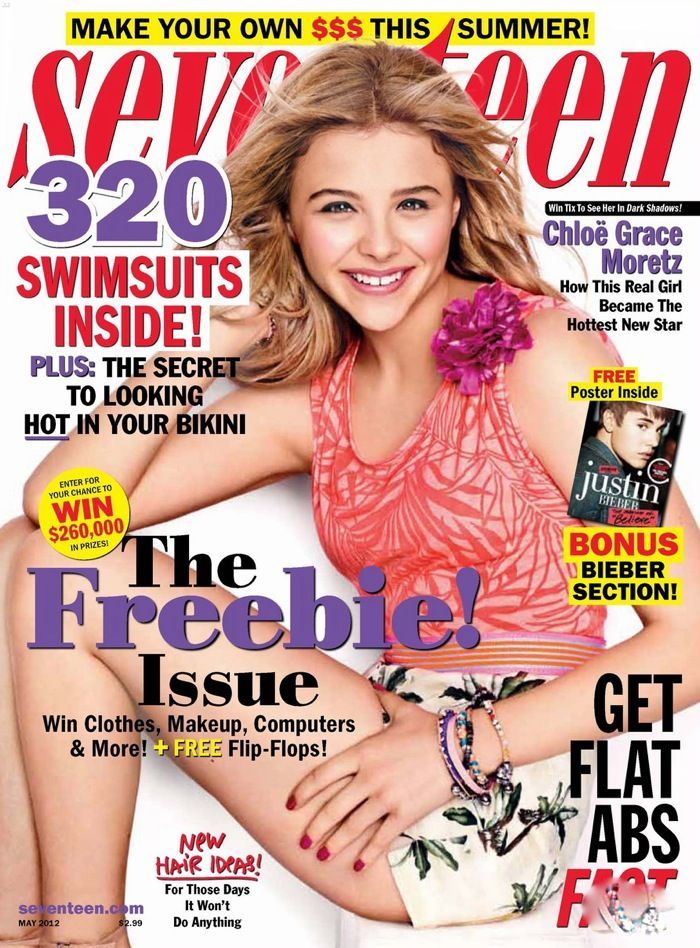 MAKE YOUR OWN $$$ THIS SUMMER!
seventeen
320
SWIMSUITS
INSIDE!
PLUS: THE SECRET
TO LOOKING
HOT IN YOUR BIKINI
Win Tix To See Her In Dark Shadows!
Chloë Grace
Moretz
How This Real Girl
Became The
Hottest New Star
FREE
Poster Inside
justin
BIEBER
"Believe"
BONUS
BIEBER
SECTION!
ENTER FOR
YOUR CHANCE TO
WIN
$260,000
IN PRIZES!
The
Freebie!
Issue
Win Clothes, Makeup, Computers
& More! + FREE Flip-Flops!
GET
FLAT
ABS
FAST
NEW
HAIR IDEAS!
For Those Days
It Won't
Do Anything
seventeen.com
MAY 2012
$2.99